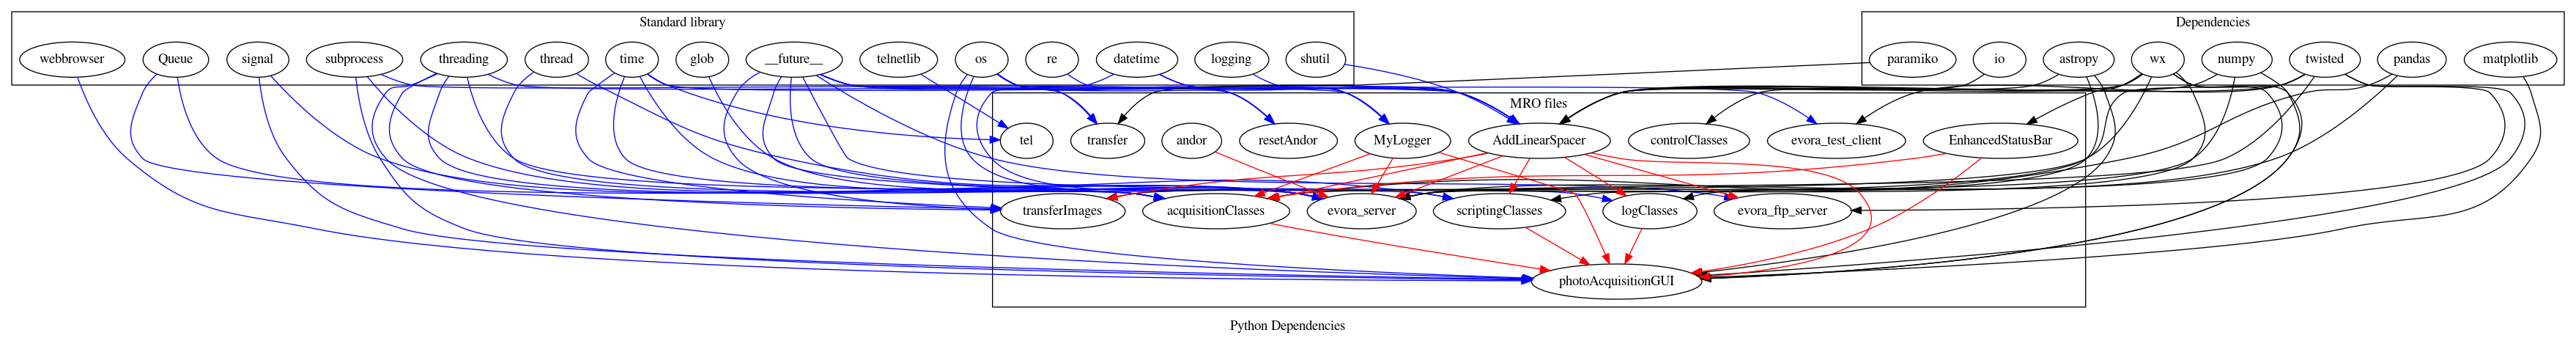 Standard library
Dependencies
webbrowser
Queue
signal
subprocess
threading
thread
time
glob
__future__
telnetlib
os
re
datetime
logging
shutil
paramiko
io
astropy
wx
numpy
twisted
pandas
matplotlib
MRO files
tel
transfer
andor
resetAndor
MyLogger
AddLinearSpacer
controlClasses
evora_test_client
EnhancedStatusBar
transferImages
acquisitionClasses
evora_server
scriptingClasses
logClasses
evora_ftp_server
photoAcquisitionGUI
Python Dependencies